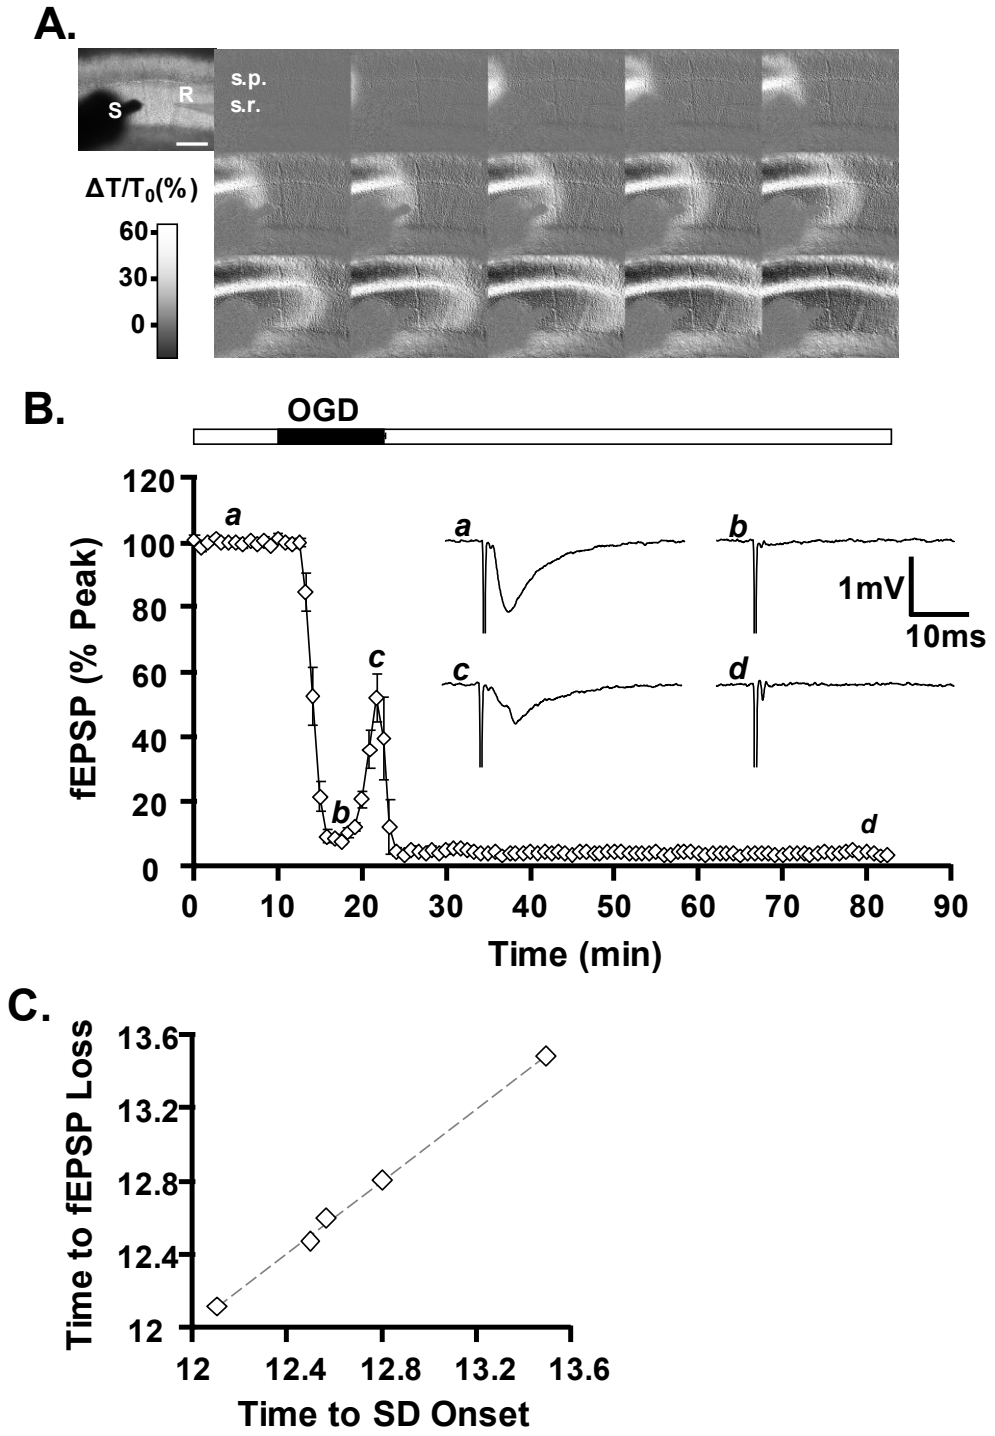 A.
S
R
s.p.
s.r.
ΔT/T₀(%)
60
30
0
B.
OGD
fEPSP (% Peak)
120
100
80
60
40
20
0
a
b
c
d
a
b
c
d
1mV
10ms
0 10 20 30 40 50 60 70 80 90
Time (min)
C.
Time to fEPSP Loss
13.6
13.2
12.8
12.4
12
12 12.4 12.8 13.2 13.6
Time to SD Onset